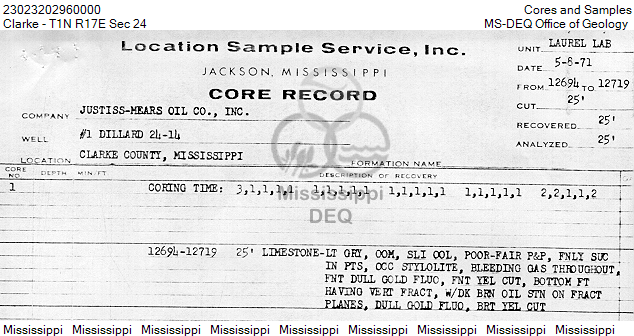 23023202960000 Cores and Samples
Clarke - T1N R17E Sec 24 MS-DEQ Office of Geology
Location Sample Service, Inc.
JACKSON, MISSISSIPPI
CORE RECORD
UNIT LAUREL LAB
DATE 5-8-71
FROM 12694 TO 12719
CUT 25'
RECOVERED 25'
ANALYZED 25'
COMPANY JUSTISS-MEARS OIL CO., INC.
WELL #1 DILLARD 24-14
LOCATION CLARKE COUNTY, MISSISSIPPI FORMATION NAME
CORE NO. DEPTH MIN/FT DESCRIPTION OF RECOVERY
1 CORING TIME: 3,1,1,1,1 1,1,1,1,1 1,1,1,1,1 1,1,1,1,1 2,2,1,1,2
Mississippi
DEQ
12694-12719 25' LIMESTONE-LT GRY, OOM, SLI OOL, POOR-FAIR P&P, FNLY SUC
IN PTS, OCC STYLOLITE, BLEEDING GAS THROUGHOUT,
FNT DULL GOLD FLUO, FNT YEL CUT, BOTTOM FT
HAVING VERT FRACT, W/DK BRN OIL STN ON FRACT
PLANES, DULL GOLD FLUO, BRT YEL CUT
Mississippi Mississippi Mississippi Mississippi Mississippi Mississippi Mississippi Mississippi Mississippi